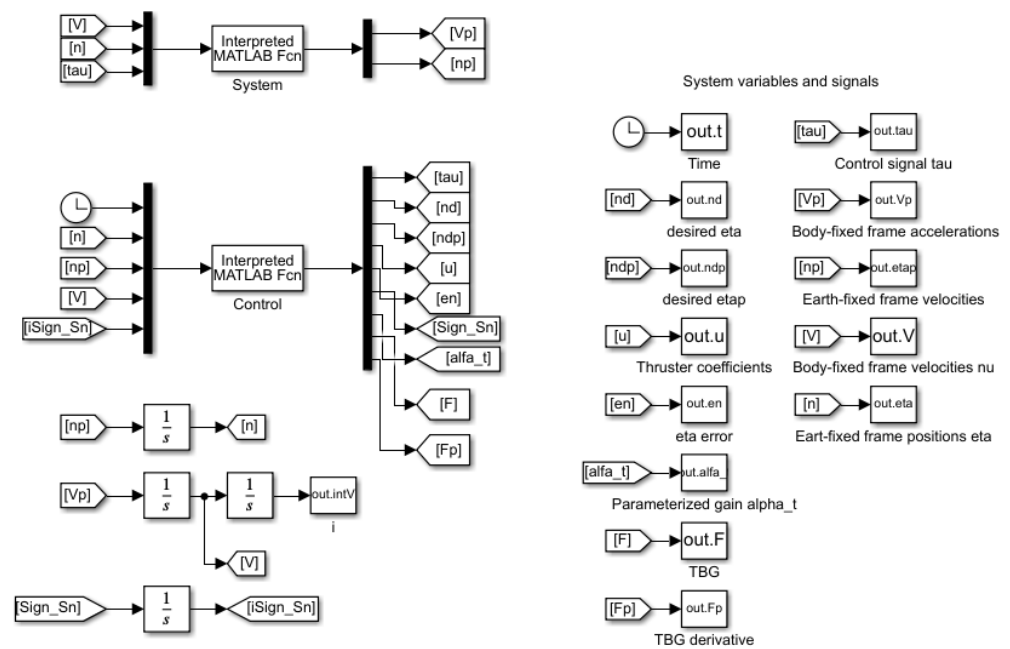 [V]
[n]
[tau]
Interpreted
MATLAB Fcn
System
[Vp]
[np]
[n]
[np]
[V]
[iSign_Sn]
Interpreted
MATLAB Fcn
Control
[tau]
[nd]
[ndp]
[u]
[en]
[Sign_Sn]
[alfa_t]
[F]
[Fp]
[np]
1
s
[n]
[Vp]
1
s
1
s
out.intV
i
[V]
[Sign_Sn]
1
s
[iSign_Sn]
System variables and signals
out.t
Time
[tau]
out.tau
Control signal tau
[nd]
out.nd
desired eta
[Vp]
out.Vp
Body-fixed frame accelerations
[ndp]
out.ndp
desired etap
[np]
out.etap
Earth-fixed frame velocities
[u]
out.u
Thruster coefficients
[V]
out.V
Body-fixed frame velocities nu
[en]
out.en
eta error
[n]
out.eta
Eart-fixed frame positions eta
[alfa_t]
out.alfa_
Parameterized gain alpha_t
[F]
out.F
TBG
[Fp]
out.Fp
TBG derivative